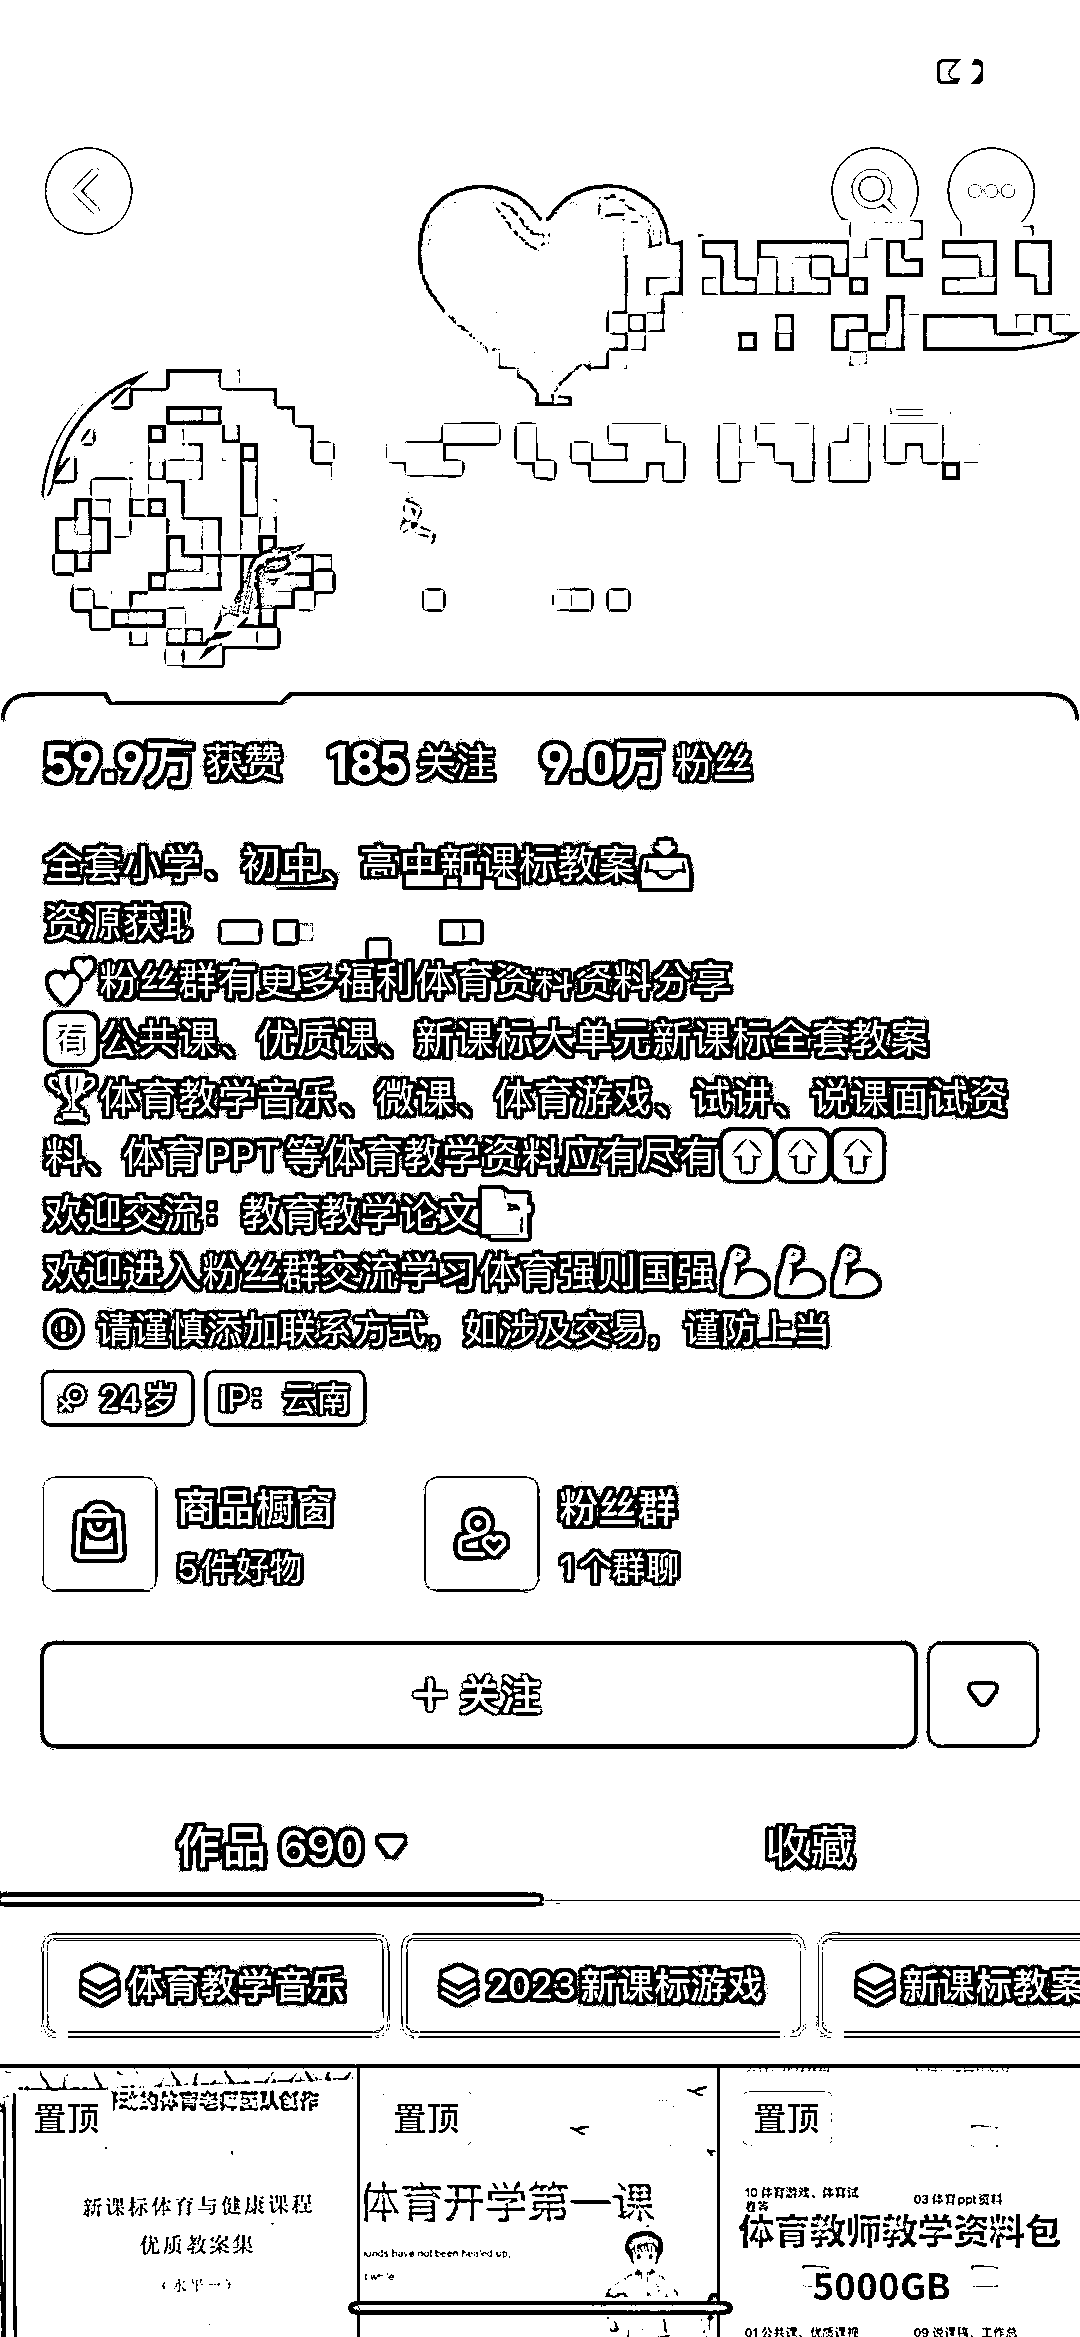 59.9万 获赞 185 关注 9.0万 粉丝
全套小学、初中、高中新课标教案
资源获取
粉丝群有更多福利体育资料资料分享
有 公共课、优质课、新课标大单元新课标全套教案
体育教学音乐、微课、体育游戏、试讲、说课面试资
料、体育PPT等体育教学资料应有尽有
欢迎交流：教育教学论文
欢迎进入粉丝群交流学习体育强则国强
请谨慎添加联系方式，如涉及交易，谨防上当
24岁 IP：云南
商品橱窗 粉丝群
5件好物 1个群聊
关注
作品 690 收藏
体育教学音乐 2023新课标游戏 新课标教案
置顶 置顶 置顶
新课标体育与健康课程
优质教案集
(水平一)
体育开学第一课
unds have not been healed up,
10 体育游戏、体育试
03 体育ppt资料
体育教师教学资料包
5000GB
01 公共课、优质课视
09 说课稿、工作总